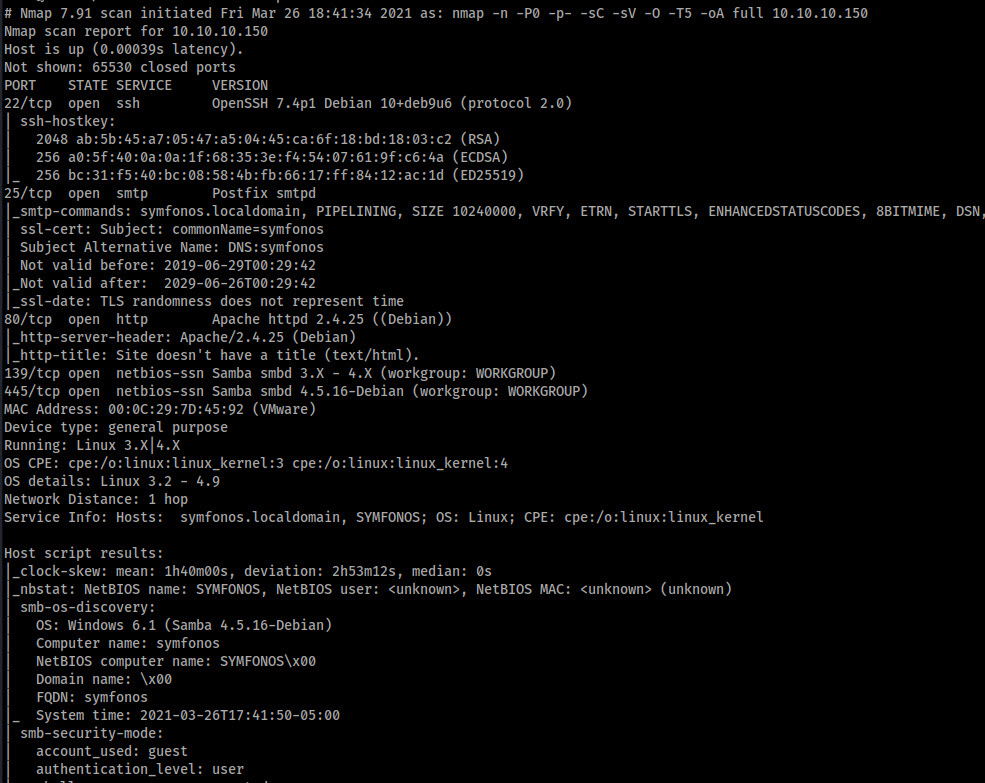 # Nmap 7.91 scan initiated Fri Mar 26 18:41:34 2021 as: nmap -n -P0 -p- -sC -sV -O -T5 -oA full 10.10.10.150
Nmap scan report for 10.10.10.150
Host is up (0.00039s latency).
Not shown: 65530 closed ports
PORT    STATE SERVICE     VERSION
22/tcp  open  ssh         OpenSSH 7.4p1 Debian 10+deb9u6 (protocol 2.0)
| ssh-hostkey:
|   2048 ab:5b:45:a7:05:47:a5:04:45:ca:6f:18:bd:18:03:c2 (RSA)
|   256 a0:5f:40:0a:0a:1f:68:35:3e:f4:54:07:61:9f:c6:4a (ECDSA)
|_  256 bc:31:f5:40:bc:08:58:4b:fb:66:17:ff:84:12:ac:1d (ED25519)
25/tcp  open  smtp        Postfix smtpd
|_smtp-commands: symfonos.localdomain, PIPELINING, SIZE 10240000, VRFY, ETRN, STARTTLS, ENHANCEDSTATUSCODES, 8BITMIME, DSN,
| ssl-cert: Subject: commonName=symfonos
| Subject Alternative Name: DNS:symfonos
| Not valid before: 2019-06-29T00:29:42
|_Not valid after:  2029-06-26T00:29:42
|_ssl-date: TLS randomness does not represent time
80/tcp  open  http        Apache httpd 2.4.25 ((Debian))
|_http-server-header: Apache/2.4.25 (Debian)
|_http-title: Site doesn't have a title (text/html).
139/tcp open  netbios-ssn Samba smbd 3.X - 4.X (workgroup: WORKGROUP)
445/tcp open  netbios-ssn Samba smbd 4.5.16-Debian (workgroup: WORKGROUP)
MAC Address: 00:0C:29:7D:45:92 (VMware)
Device type: general purpose
Running: Linux 3.X|4.X
OS CPE: cpe:/o:linux:linux_kernel:3 cpe:/o:linux:linux_kernel:4
OS details: Linux 3.2 - 4.9
Network Distance: 1 hop
Service Info: Hosts:  symfonos.localdomain, SYMFONOS; OS: Linux; CPE: cpe:/o:linux:linux_kernel

Host script results:
|_clock-skew: mean: 1h40m00s, deviation: 2h53m12s, median: 0s
|_nbstat: NetBIOS name: SYMFONOS, NetBIOS user: <unknown>, NetBIOS MAC: <unknown> (unknown)
| smb-os-discovery:
|   OS: Windows 6.1 (Samba 4.5.16-Debian)
|   Computer name: symfonos
|   NetBIOS computer name: SYMFONOS\x00
|   Domain name: \x00
|   FQDN: symfonos
|_  System time: 2021-03-26T17:41:50-05:00
| smb-security-mode:
|   account_used: guest
|   authentication_level: user